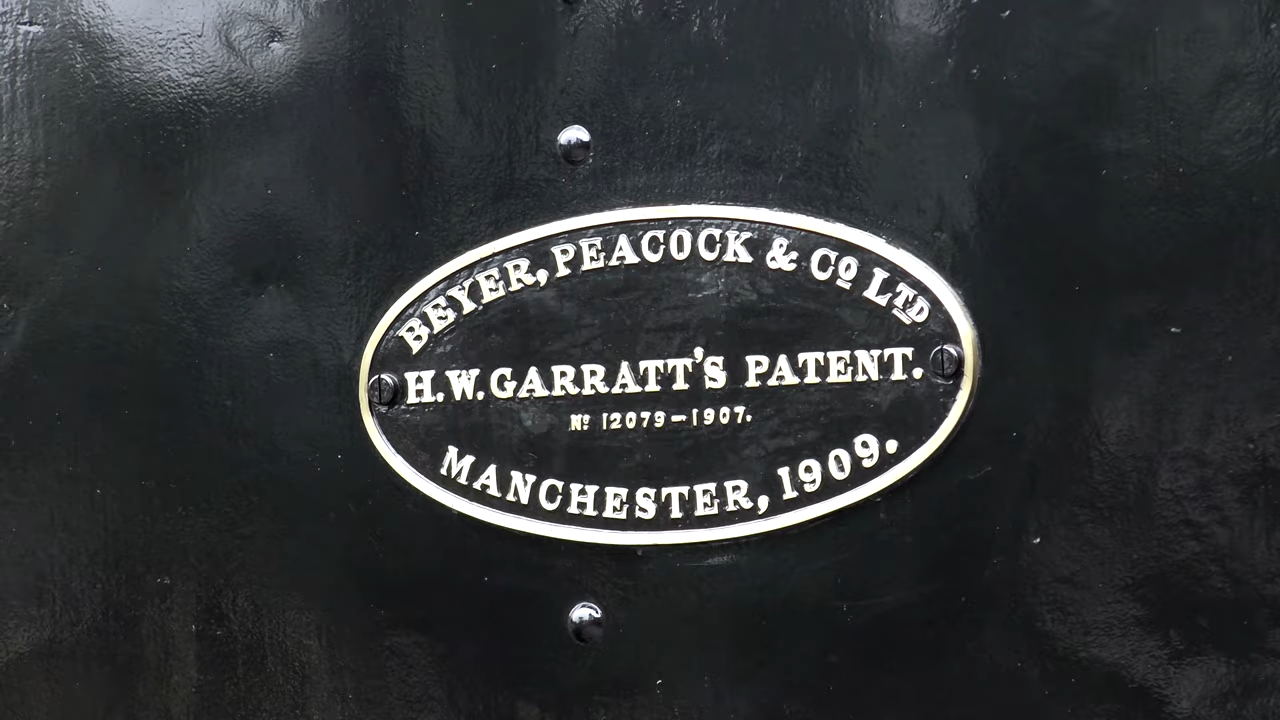 BEYER, PEACOCK & Co LTD
H.W. GARRATT'S PATENT.
No 12079-1907.
MANCHESTER, 1909.